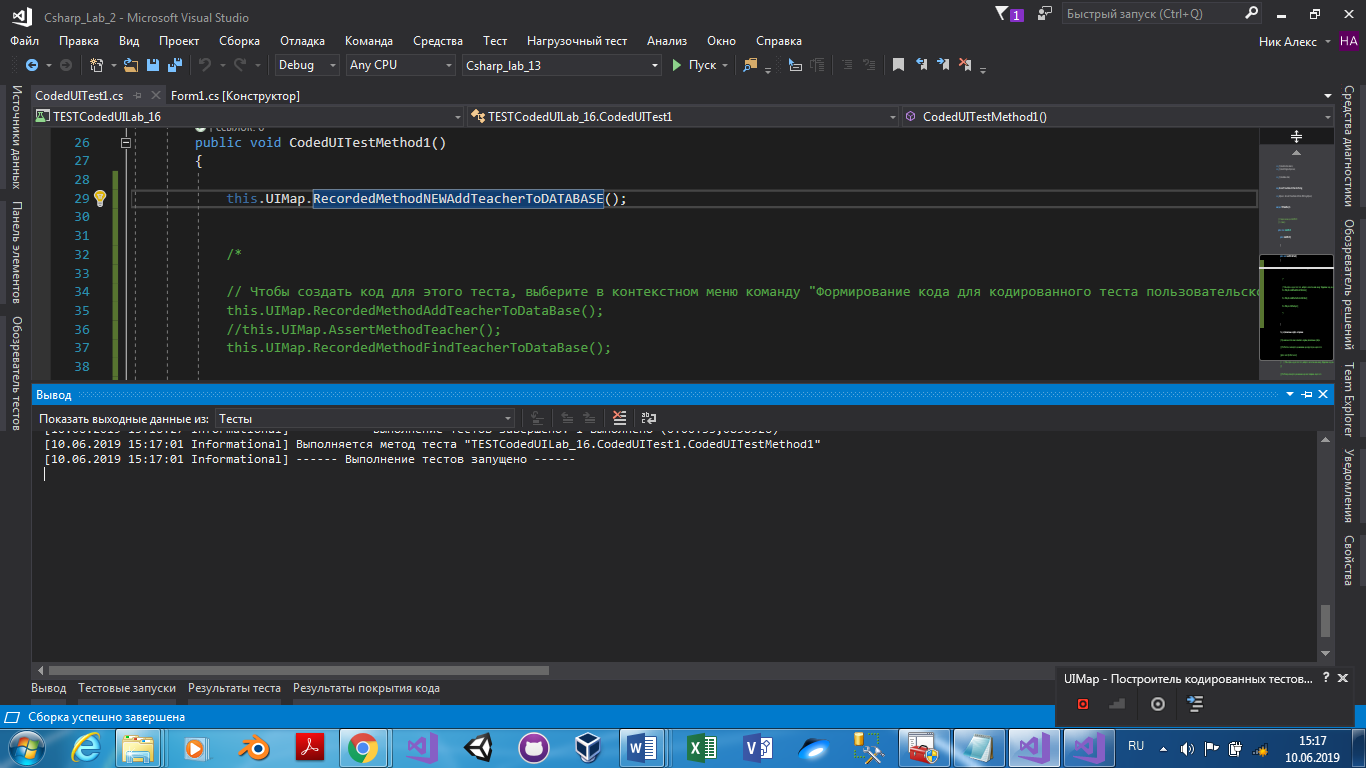 Csharp_Lab_2 - Microsoft Visual Studio
1
Быстрый запуск (Ctrl+Q)
Файл Правка Вид Проект Сборка Отладка Команда Средства Тест Нагрузочный тест Анализ Окно Справка
Ник Алекс НА
Debug Any CPU Csharp_lab_13 Пуск
CodedUITest1.cs Form1.cs [Конструктор]
TESTCodedUILab_16 TESTCodedUILab_16.CodedUITest1 CodedUITestMethod1()
Источники данных
Панель элементов
Обозреватель тестов
26 public void CodedUITestMethod1()
27 {
28
29 this.UIMap.RecordedMethodNEWAddTeacherToDATABASE();
30
31
32 /*
33
34 // Чтобы создать код для этого теста, выберите в контекстном меню команду "Формирование кода для кодированного теста пользовательско
35 this.UIMap.RecordedMethodAddTeacherToDataBase();
36 //this.UIMap.AssertMethodTeacher();
37 this.UIMap.RecordedMethodFindTeacherToDataBase();
38
Средства диагностики
Обозреватель решений
Team Explorer
Уведомления
Свойства
Вывод
Показать выходные данные из: Тесты
[10.06.2019 15:17:01 Informational] Выполняется метод теста "TESTCodedUILab_16.CodedUITest1.CodedUITestMethod1"
[10.06.2019 15:17:01 Informational] ------ Выполнение тестов запущено ------
Вывод Тестовые запуски Результаты теста Результаты покрытия кода
UIMap - Построитель кодированных тестов... ?
Сборка успешно завершена
RU
15:17
10.06.2019